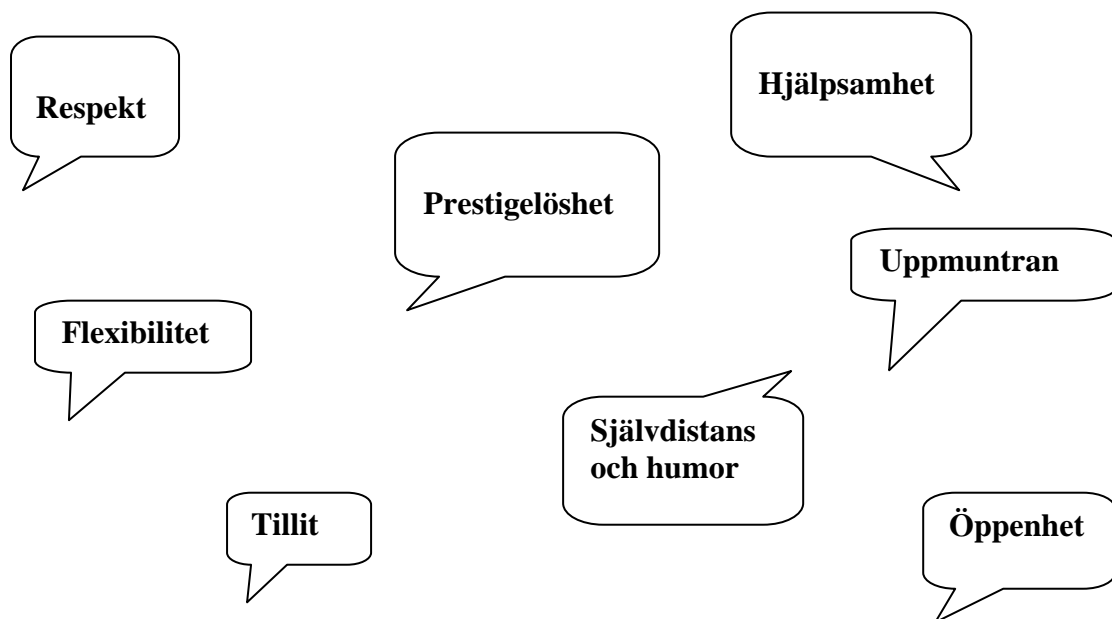 Respekt
Hjälpsamhet
Prestigelöshet
Uppmuntran
Flexibilitet
Självdistans
och humor
Tillit
Öppenhet